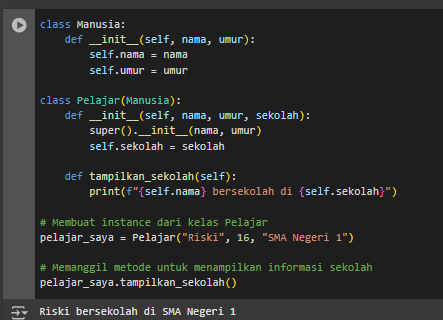 class Manusia:
    def __init__(self, nama, umur):
        self.nama = nama
        self.umur = umur
class Pelajar(Manusia):
    def __init__(self, nama, umur, sekolah):
        super().__init__(nama, umur)
        self.sekolah = sekolah
    def tampilkan_sekolah(self):
        print(f"{self.nama} bersekolah di {self.sekolah}")
# Membuat instance dari kelas Pelajar
pelajar_saya = Pelajar("Riski", 16, "SMA Negeri 1")
# Memanggil metode untuk menampilkan informasi sekolah
pelajar_saya.tampilkan_sekolah()
Riski bersekolah di SMA Negeri 1